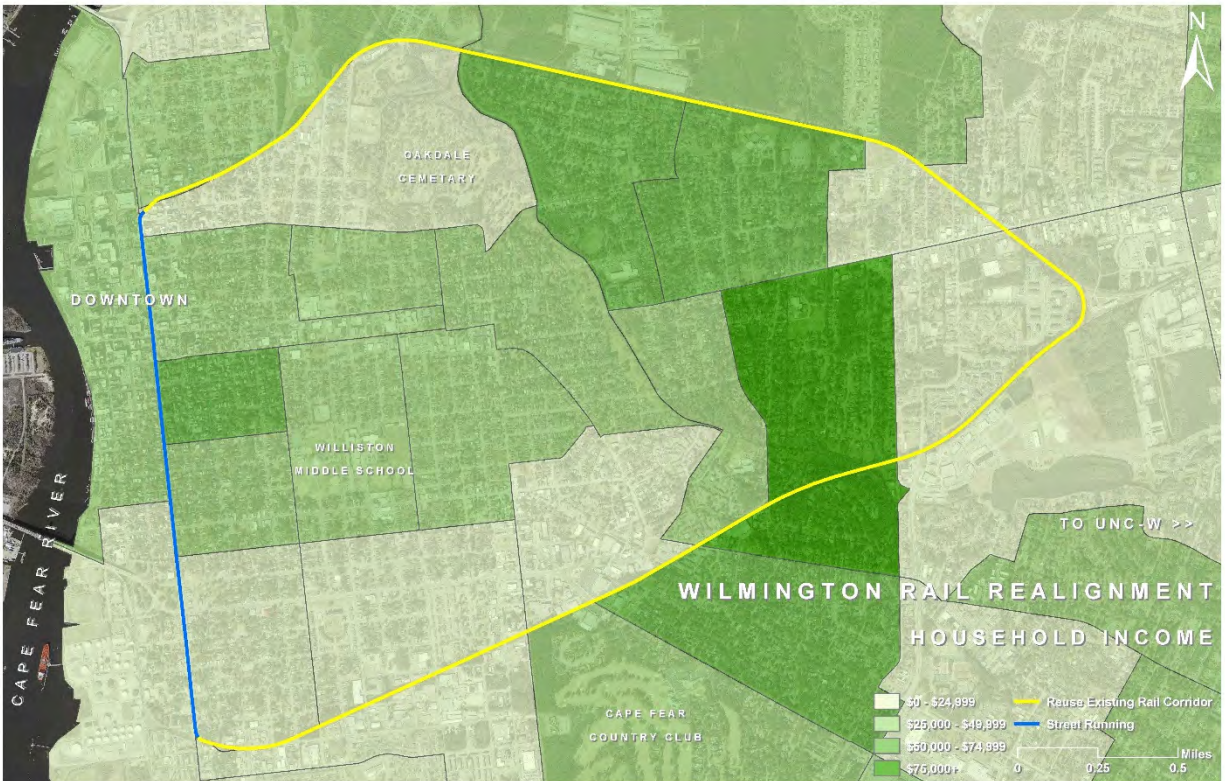 N
OAKDALE
CEMETARY
DOWNTOWN
WILLISTON
MIDDLE SCHOOL
CAPE FEAR RIVER
TO UNC-W >>
WILMINGTON RAIL REALIGNMENT
HOUSEHOLD INCOME
CAPE FEAR
COUNTRY CLUB
$0 - $24,999
$25,000 - $49,999
$50,000 - $74,999
$75,000+
Reuse Existing Rail Corridor
Street Running
Miles
0 0.25 0.5